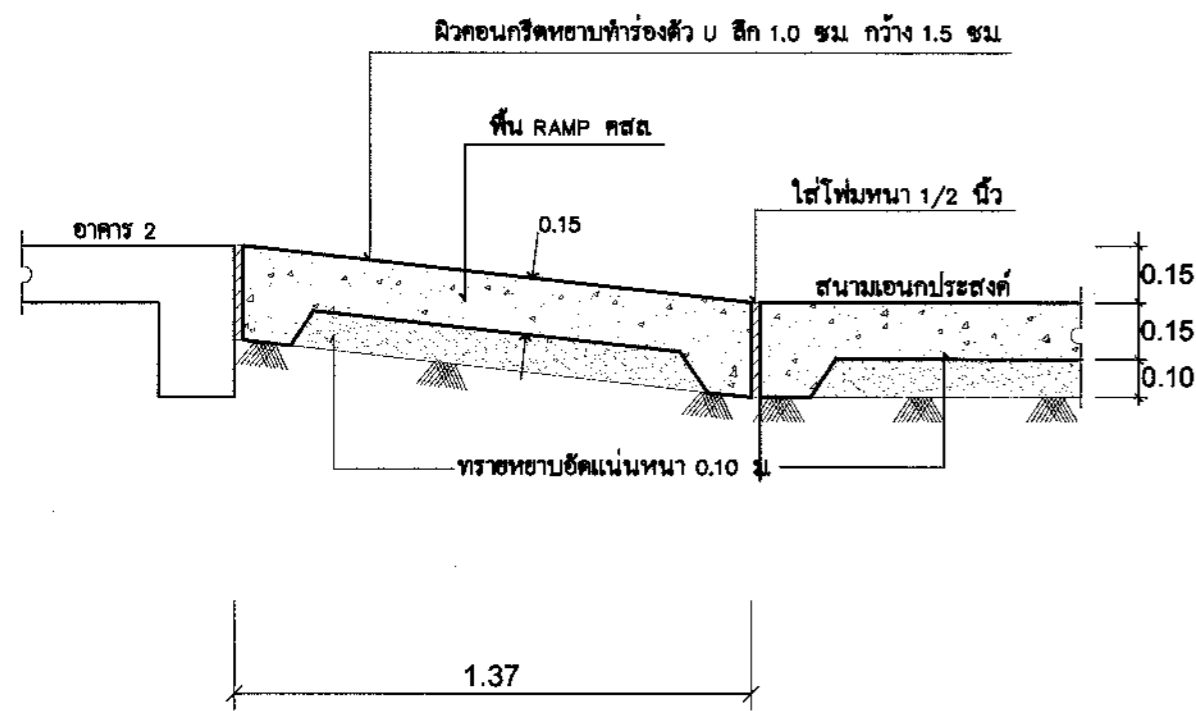 ผิวคอนกรีตหยาบทำร่องตัว U ลึก 1.0 ซม. กว้าง 1.5 ซม.
พื้น RAMP คสล.
ใส่โฟมหนา 1/2 นิ้ว
อาคาร 2
0.15
0.15
สนามเอนกประสงค์
0.15
0.10
ทรายหยาบอัดแน่นหนา 0.10 ม.
1.37